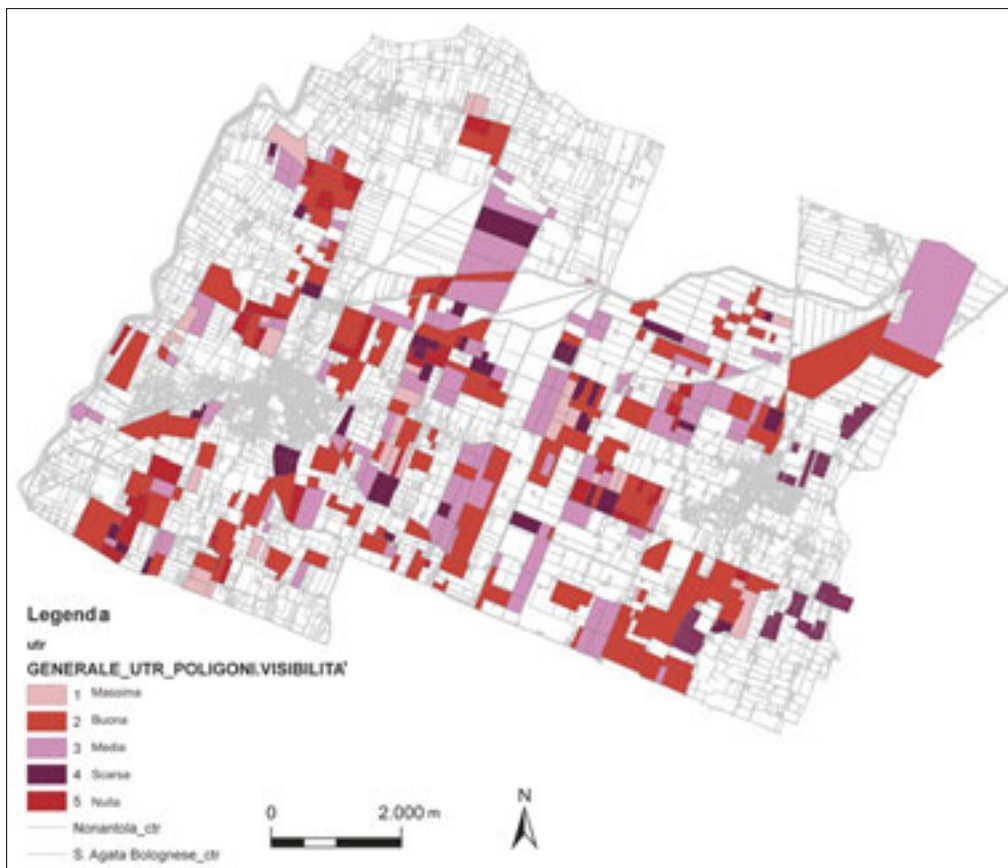 Legenda
utr
GENERALE_UTR_POLIGONI.VISIBILITA'
1 Massima
2 Buona
3 Media
4 Scarsa
5 Nulla
Nonantola_ctr
S. Agata Bolognese_ctr
0 2.000 m
N